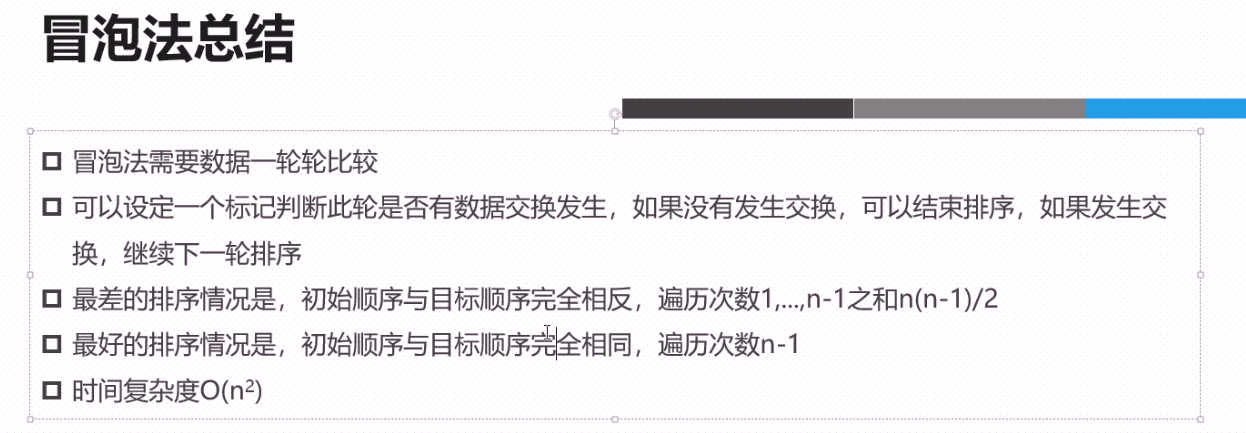 冒泡法总结
冒泡法需要数据一轮轮比较
可以设定一个标记判断此轮是否有数据交换发生，如果没有发生交换，可以结束排序，如果发生交
换，继续下一轮排序
最差的排序情况是，初始顺序与目标顺序完全相反，遍历次数1,...,n-1之和n(n-1)/2
最好的排序情况是，初始顺序与目标顺序完全相同，遍历次数n-1
时间复杂度O(n²)